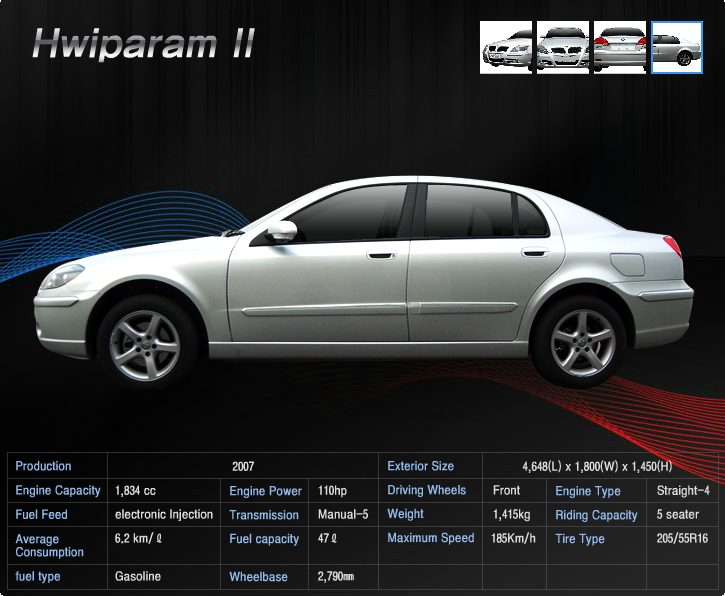 Hwiparam II
Production 2007 Exterior Size 4,648(L) x 1,800(W) x 1,450(H)
Engine Capacity 1,834 cc Engine Power 110hp Driving Wheels Front Engine Type Straight-4
Fuel Feed electronic Injection Transmission Manual-5 Weight 1,415kg Riding Capacity 5 seater
Average Consumption 6,2 km/ℓ Fuel capacity 47ℓ Maximum Speed 185Km/h Tire Type 205/55R16
fuel type Gasoline Wheelbase 2,790㎜